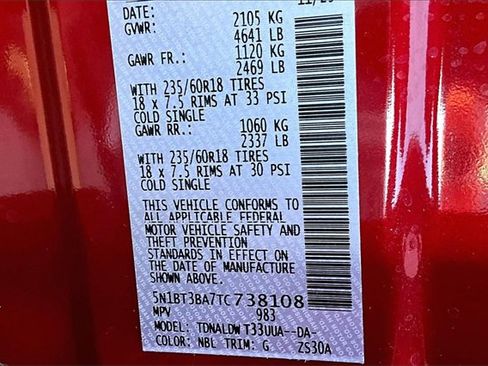 DATE:
GVWR: 2105 KG
4641 LB
GAWR FR.: 1120 KG
2469 LB
WITH 235/60R18 TIRES
18 x 7.5 RIMS AT 33 PSI
COLD SINGLE
GAWR RR.: 1060 KG
2337 LB
WITH 235/60R18 TIRES
18 x 7.5 RIMS AT 30 PSI
COLD SINGLE
THIS VEHICLE CONFORMS TO
ALL APPLICABLE FEDERAL
MOTOR VEHICLE SAFETY AND
THEFT PREVENTION
STANDARDS IN EFFECT ON
THE DATE OF MANUFACTURE
SHOWN ABOVE.
5N1BT3BA7TC738108
MPV 983
MODEL: TDNALDW T33UUA--DA-
COLOR: NBL TRIM: G ZS30A